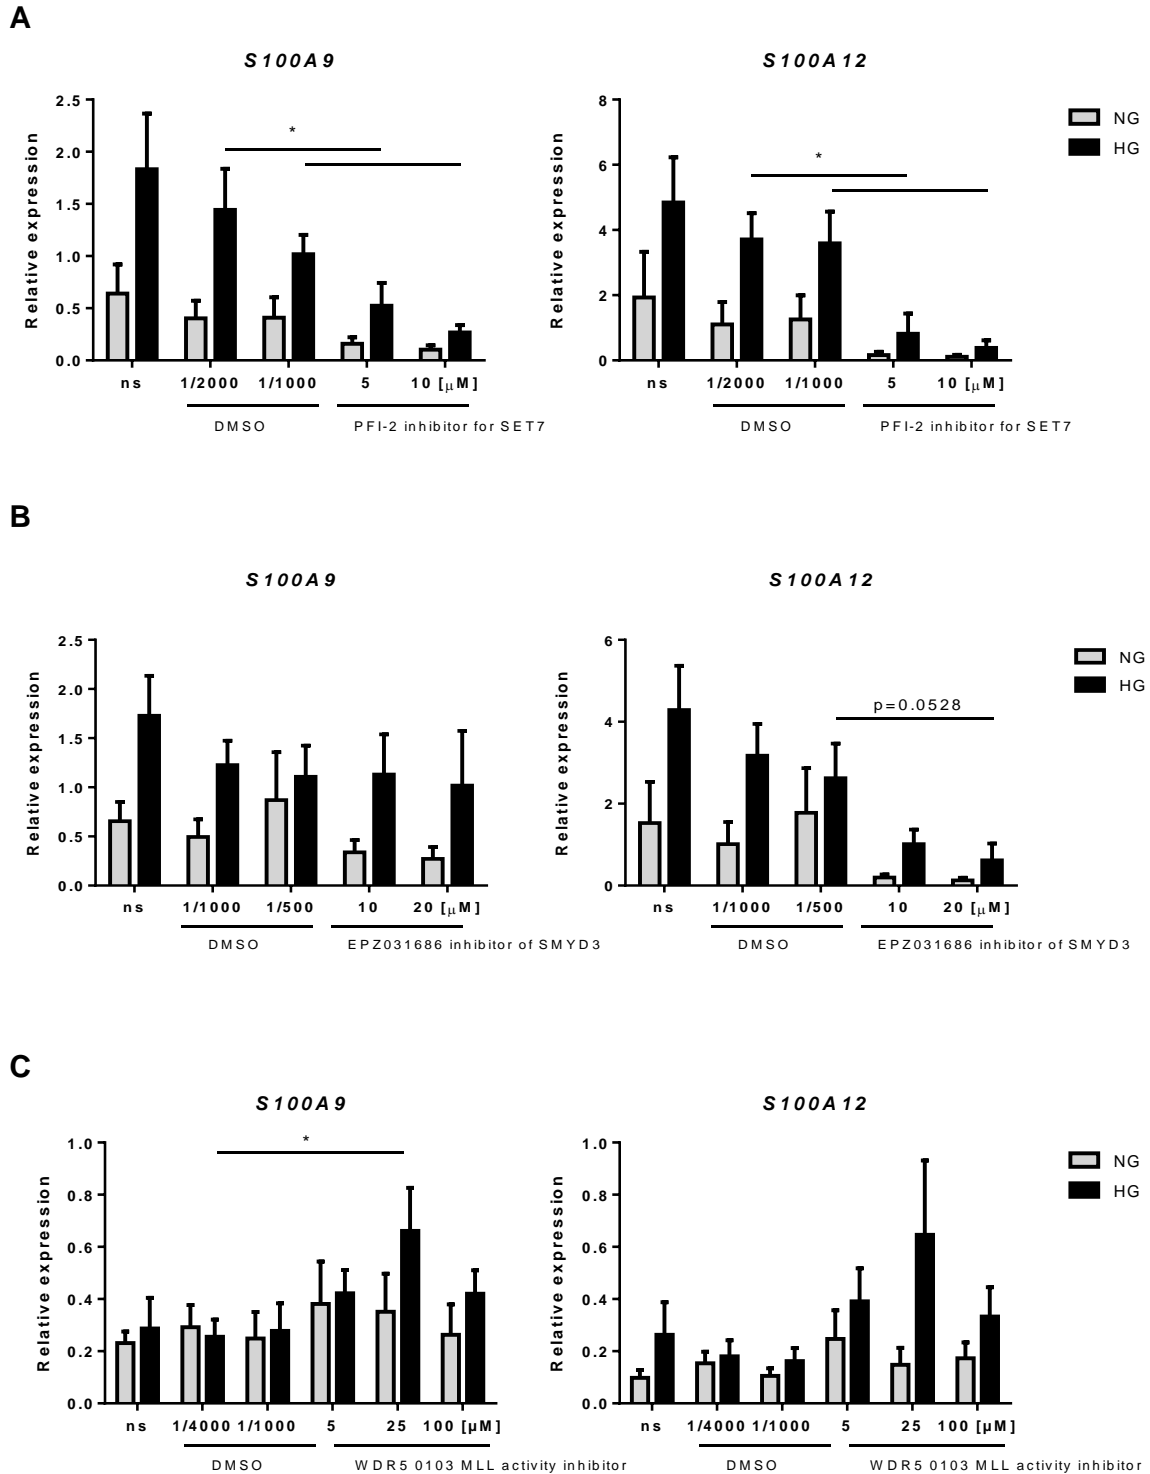 A
S100A9
S100A12
Relative expression
2.5
2.0
1.5
1.0
0.5
0.0
*
ns 1/2000 1/1000 5 10 [µM]
DMSO PFI-2 inhibitor for SET7
Relative expression
8
6
4
2
0
*
ns 1/2000 1/1000 5 10 [µM]
DMSO PFI-2 inhibitor for SET7
NG
HG
B
S100A9
S100A12
Relative expression
2.5
2.0
1.5
1.0
0.5
0.0
ns 1/1000 1/500 10 20 [µM]
DMSO EPZ031686 inhibitor of SMYD3
Relative expression
6
4
2
0
p=0.0528
ns 1/1000 1/500 10 20 [µM]
DMSO EPZ031686 inhibitor of SMYD3
NG
HG
C
S100A9
S100A12
Relative expression
1.0
0.8
0.6
0.4
0.2
0.0
*
ns 1/4000 1/1000 5 25 100 [µM]
DMSO WDR5 0103 MLL activity inhibitor
Relative expression
1.0
0.8
0.6
0.4
0.2
0.0
ns 1/4000 1/1000 5 25 100 [µM]
DMSO WDR5 0103 MLL activity inhibitor
NG
HG